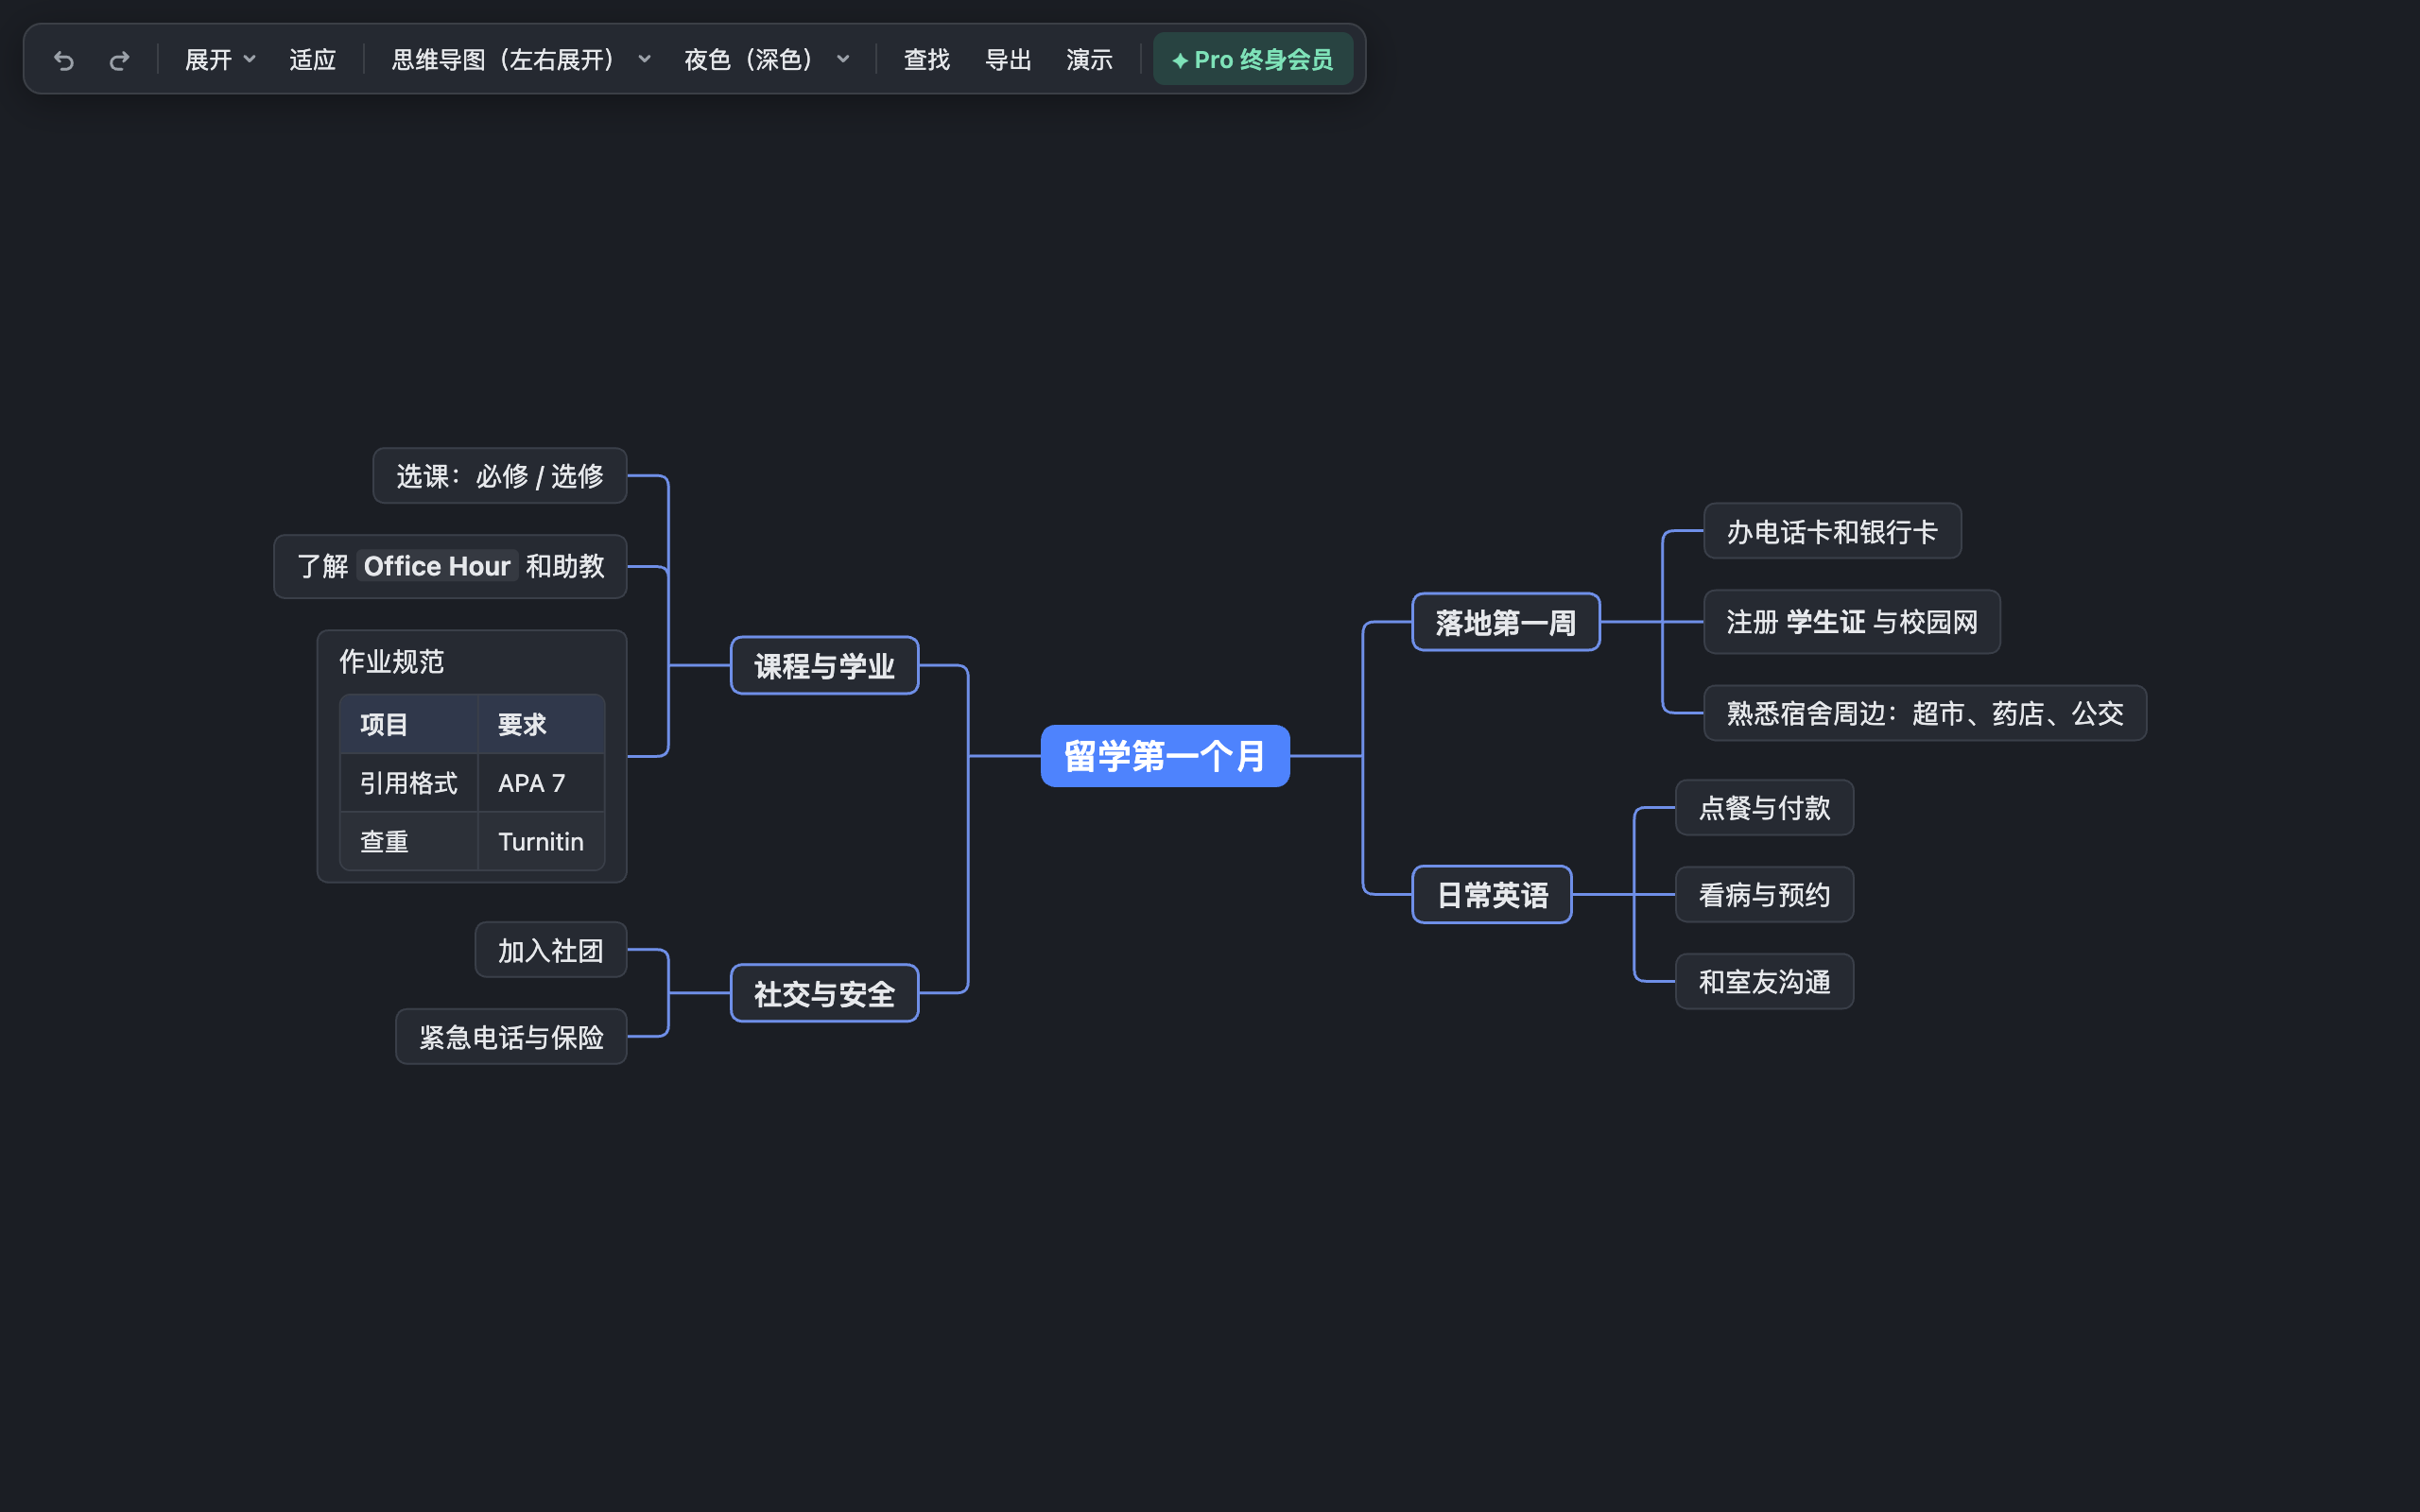 展开 适应 思维导图（左右展开） 夜色（深色） 查找 导出 演示 ✦ Pro 终身会员
选课：必修 / 选修
了解 Office Hour 和助教
作业规范
项目 要求
引用格式 APA 7
查重 Turnitin
课程与学业
加入社团
紧急电话与保险
社交与安全
留学第一个月
落地第一周
办电话卡和银行卡
注册 学生证 与校园网
熟悉宿舍周边：超市、药店、公交
日常英语
点餐与付款
看病与预约
和室友沟通